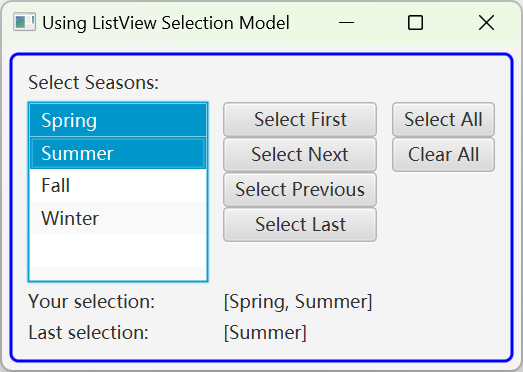 Using ListView Selection Model
Select Seasons:
Spring
Summer
Fall
Winter
Select First
Select Next
Select Previous
Select Last
Select All
Clear All
Your selection: [Spring, Summer]
Last selection: [Summer]